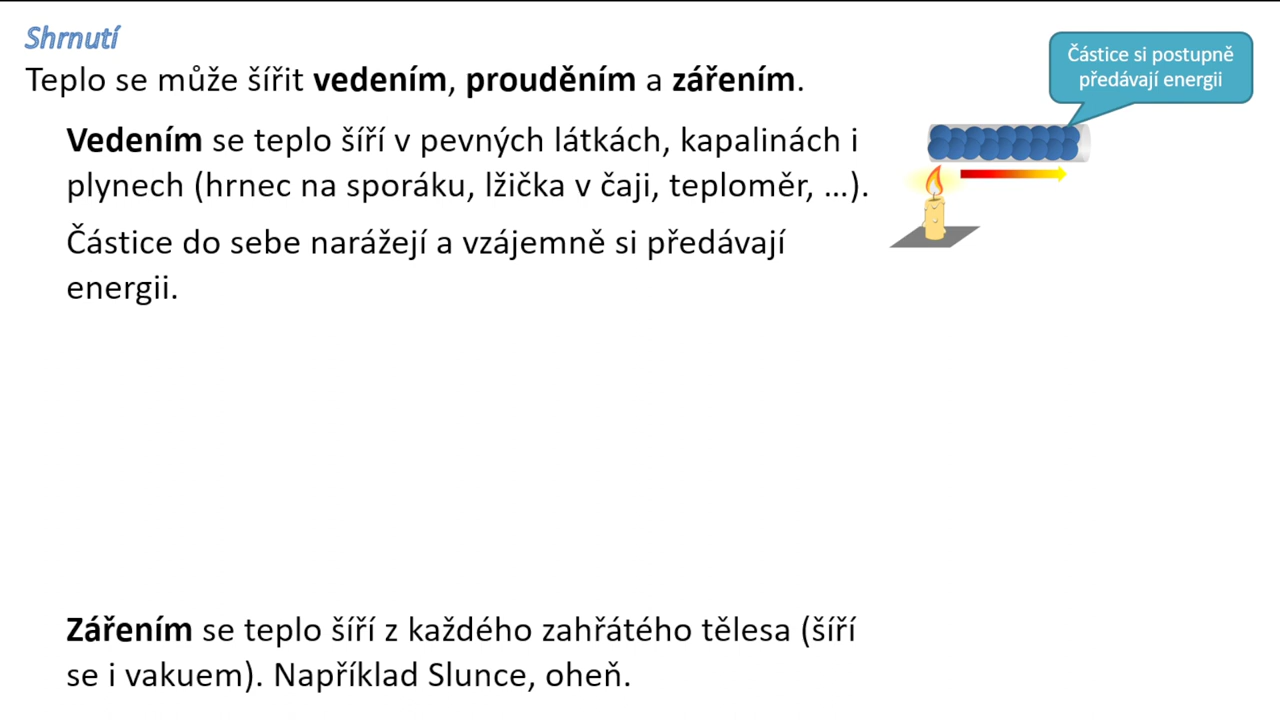 Shrnutí
Teplo se může šířit vedením, prouděním a zářením.
Částice si postupně
předávají energii
Vedením se teplo šíří v pevných látkách, kapalinách i
plynech (hrnec na sporáku, lžička v čaji, teploměr, …).
Částice do sebe narážejí a vzájemně si předávají
energii.
Zářením se teplo šíří z každého zahřátého tělesa (šíří
se i vakuem). Například Slunce, oheň.